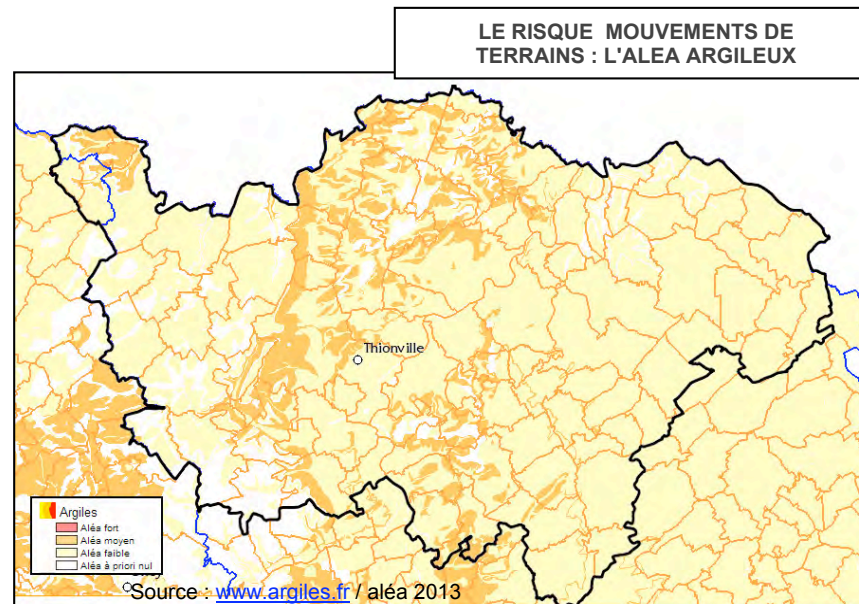 LE RISQUE MOUVEMENTS DE
TERRAINS : L'ALEA ARGILEUX
Thionville
Argiles
Aléa fort
Aléa moyen
Aléa faible
Aléa à priori nul
Source : www.argiles.fr / aléa 2013